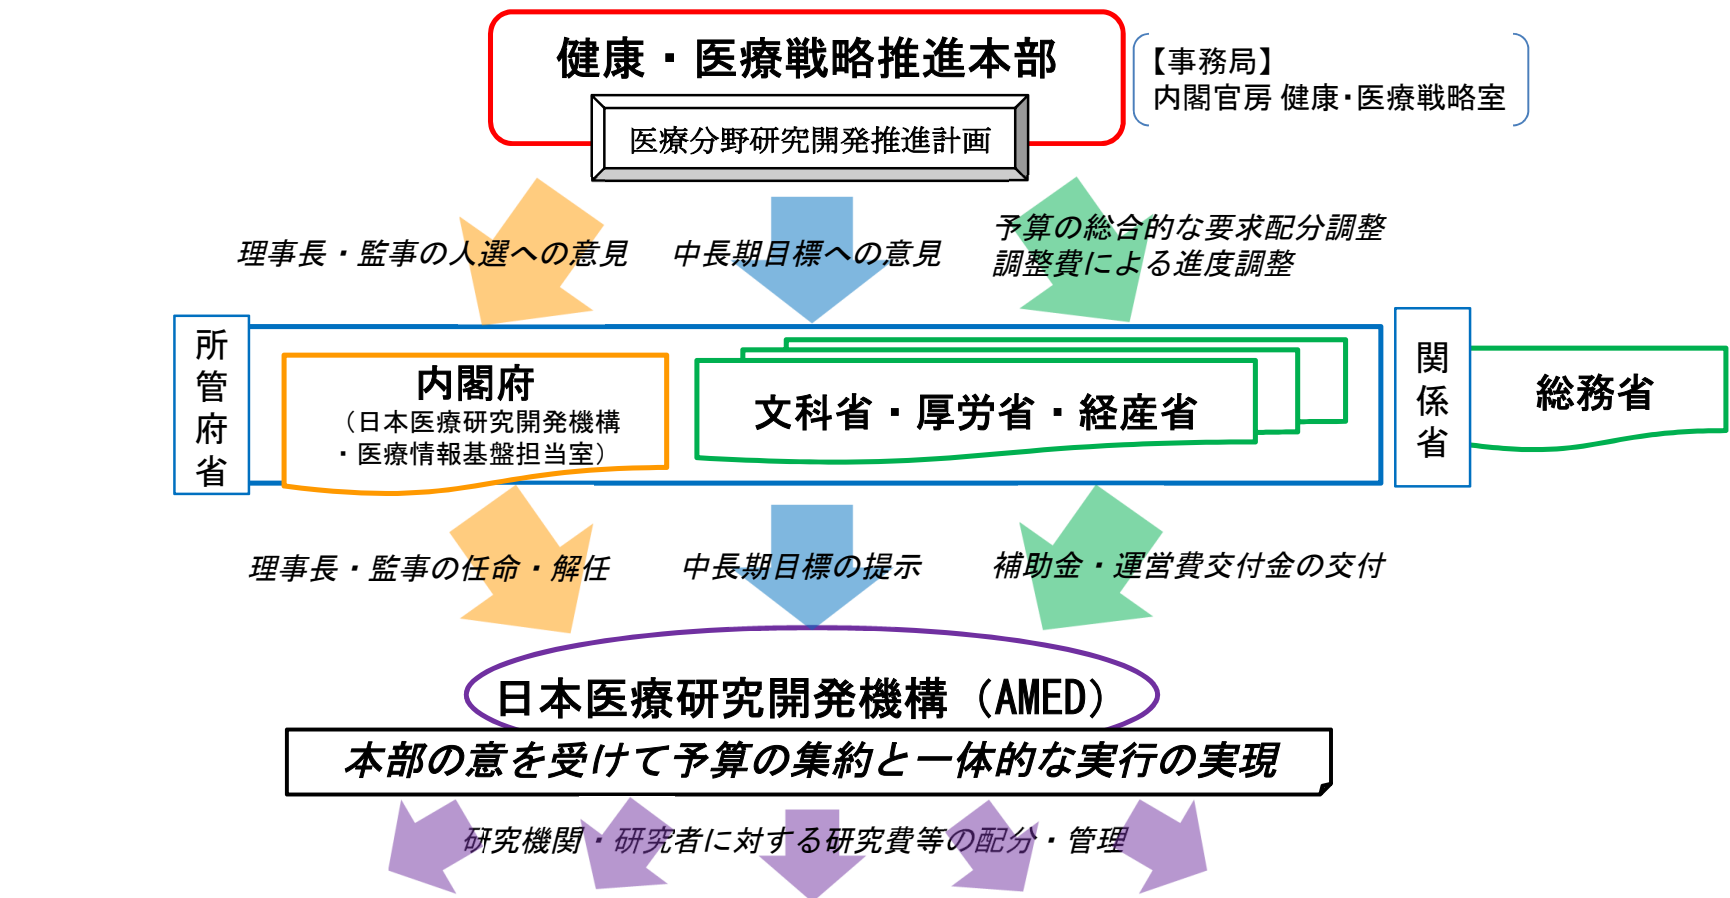 健康・医療戦略推進本部
【事務局】
内閣官房 健康・医療戦略室
医療分野研究開発推進計画
理事長・監事の人選への意見
中長期目標への意見
予算の総合的な要求配分調整
調整費による進度調整
所管府省
内閣府
（日本医療研究開発機構
・医療情報基盤担当室）
文科省・厚労省・経産省
関係省
総務省
理事長・監事の任命・解任
中長期目標の提示
補助金・運営費交付金の交付
日本医療研究開発機構（AMED）
本部の意を受けて予算の集約と一体的な実行の実現
研究機関・研究者に対する研究費等の配分・管理